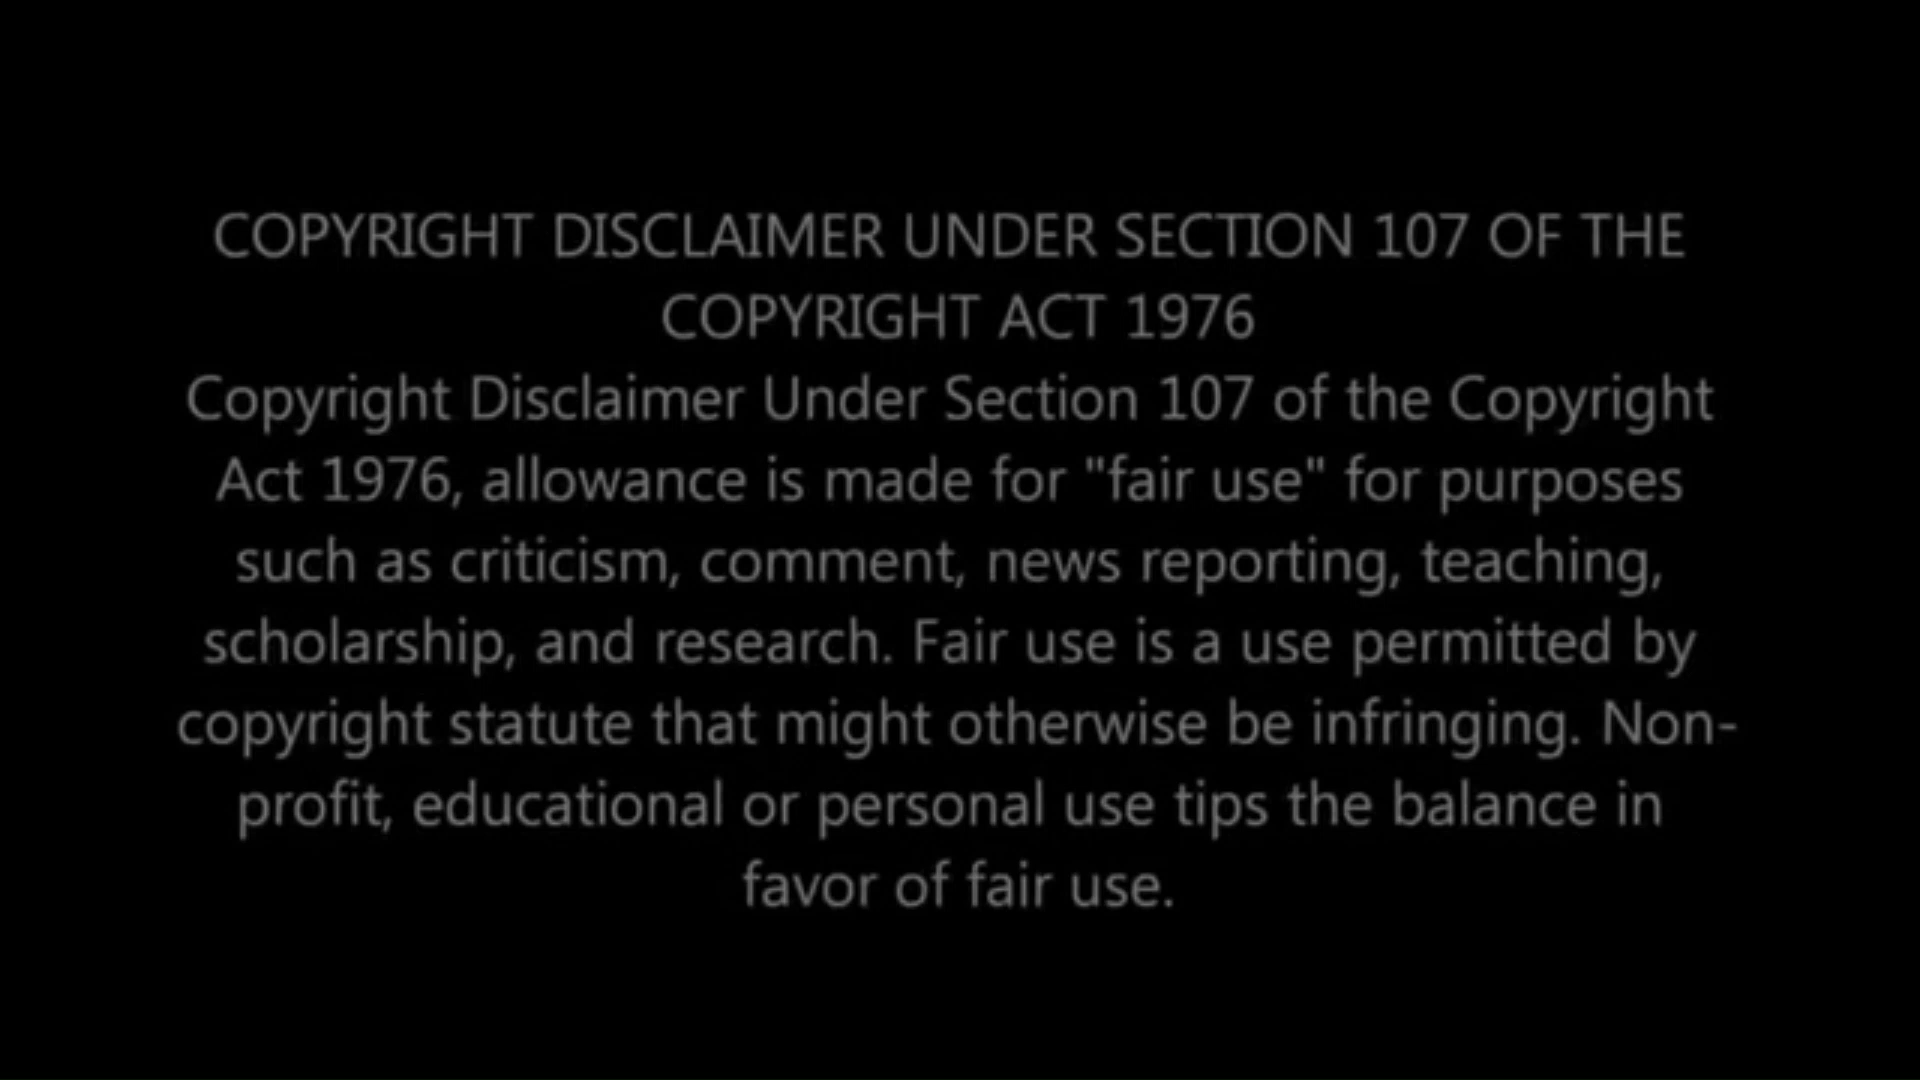 COPYRIGHT DISCLAIMER UNDER SECTION 107 OF THE
COPYRIGHT ACT 1976
Copyright Disclaimer Under Section 107 of the Copyright
Act 1976, allowance is made for "fair use" for purposes
such as criticism, comment, news reporting, teaching,
scholarship, and research. Fair use is a use permitted by
copyright statute that might otherwise be infringing. Non-
profit, educational or personal use tips the balance in
favor of fair use.